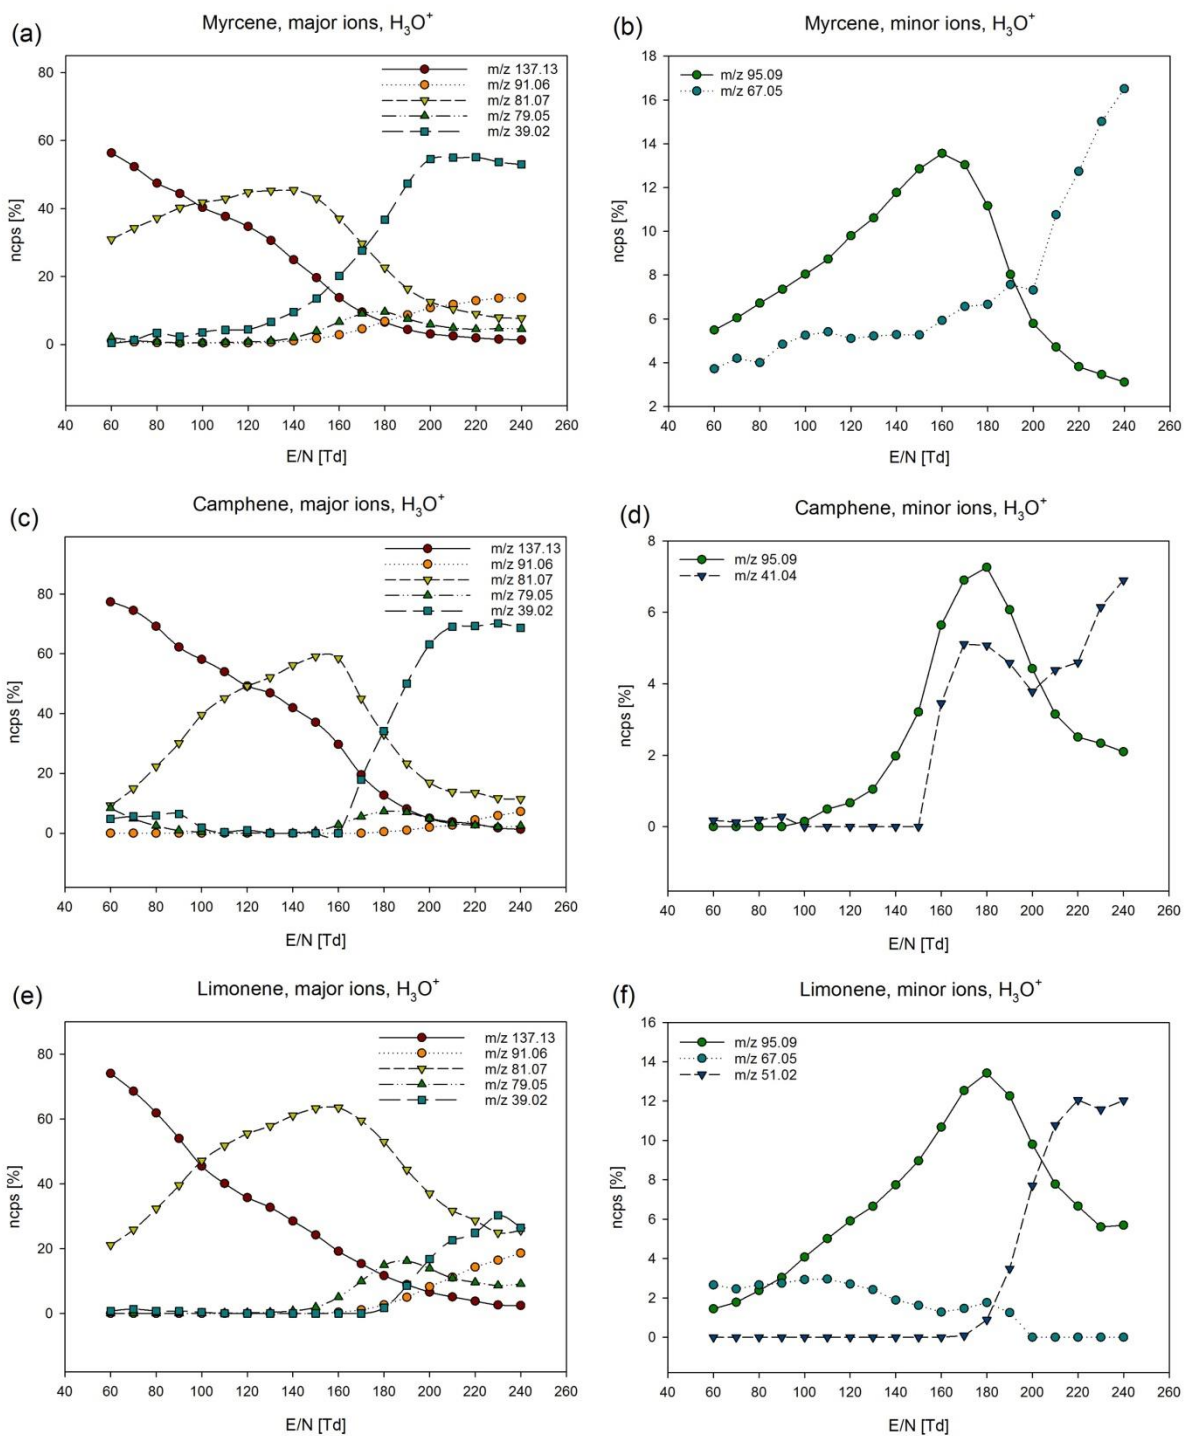 (a)
Myrcene, major ions, H₃O⁺
m/z 137.13
m/z 91.06
m/z 81.07
m/z 79.05
m/z 39.02
ncps [%]
80
60
40
20
0
40 60 80 100 120 140 160 180 200 220 240 260
E/N [Td]
(b)
Myrcene, minor ions, H₃O⁺
m/z 95.09
m/z 67.05
ncps [%]
18
16
14
12
10
8
6
4
2
40 60 80 100 120 140 160 180 200 220 240 260
E/N [Td]
(c)
Camphene, major ions, H₃O⁺
m/z 137.13
m/z 91.06
m/z 81.07
m/z 79.05
m/z 39.02
ncps [%]
80
60
40
20
0
40 60 80 100 120 140 160 180 200 220 240 260
E/N [Td]
(d)
Camphene, minor ions, H₃O⁺
m/z 95.09
m/z 41.04
ncps [%]
8
6
4
2
0
40 60 80 100 120 140 160 180 200 220 240 260
E/N [Td]
(e)
Limonene, major ions, H₃O⁺
m/z 137.13
m/z 91.06
m/z 81.07
m/z 79.05
m/z 39.02
ncps [%]
80
60
40
20
0
40 60 80 100 120 140 160 180 200 220 240 260
E/N [Td]
(f)
Limonene, minor ions, H₃O⁺
m/z 95.09
m/z 67.05
m/z 51.02
ncps [%]
16
14
12
10
8
6
4
2
0
40 60 80 100 120 140 160 180 200 220 240 260
E/N [Td]